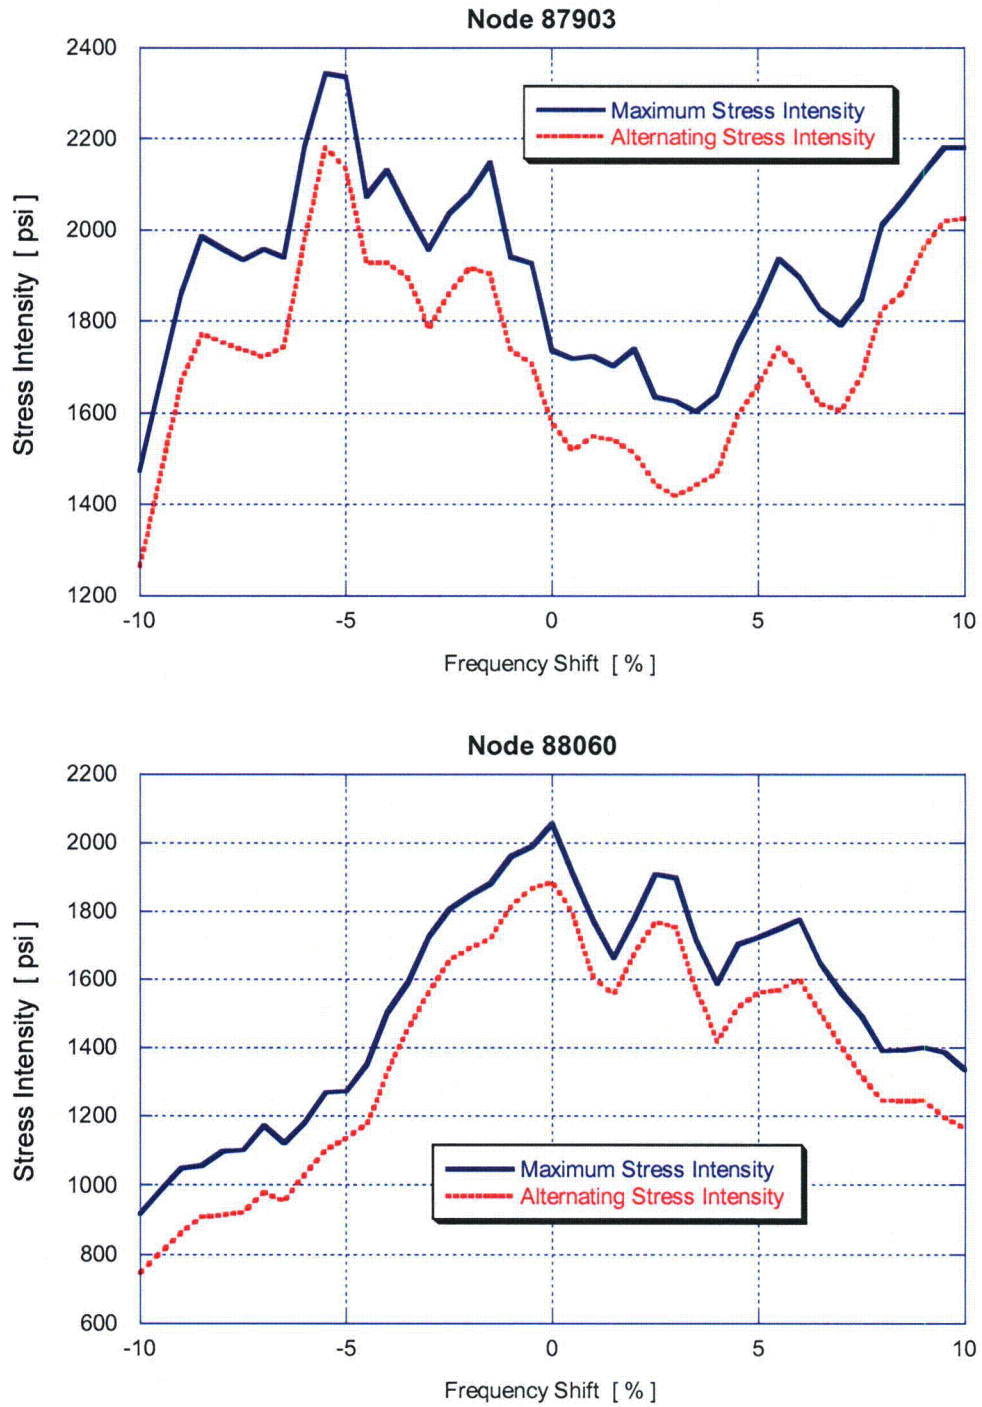 Node 87903
2400
2200
2000
1800
1600
1400
1200
Stress Intensity [ psi ]
Maximum Stress Intensity
Alternating Stress Intensity
-10 -5 0 5 10
Frequency Shift [ % ]
Node 88060
2200
2000
1800
1600
1400
1200
1000
800
600
Stress Intensity [ psi ]
Maximum Stress Intensity
Alternating Stress Intensity
-10 -5 0 5 10
Frequency Shift [ % ]